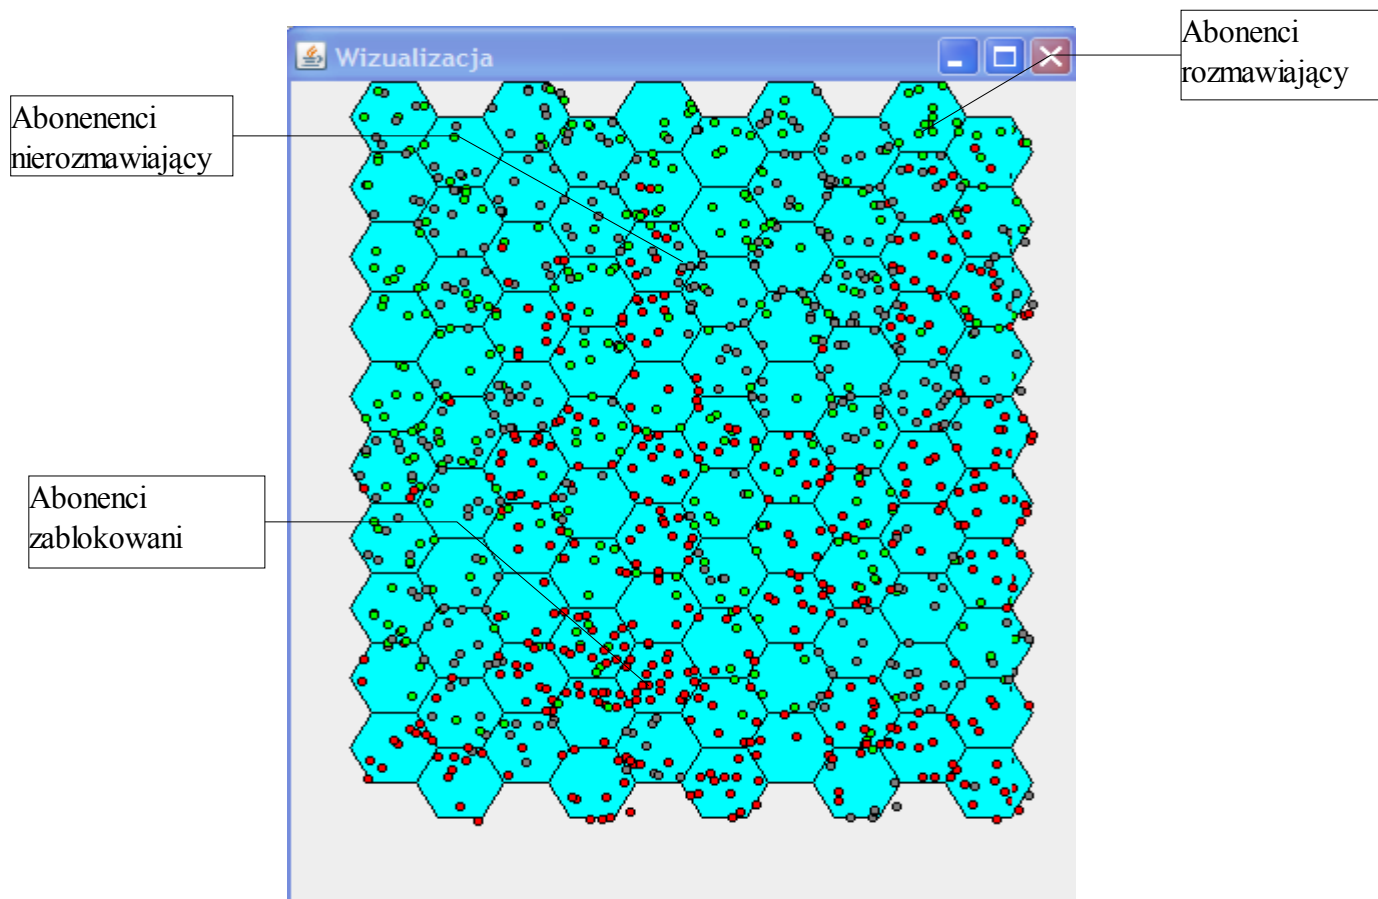 Wizualizacja
Abonenci
rozmawiający
Abonenenci
nierozmawiający
Abonenci
zablokowani